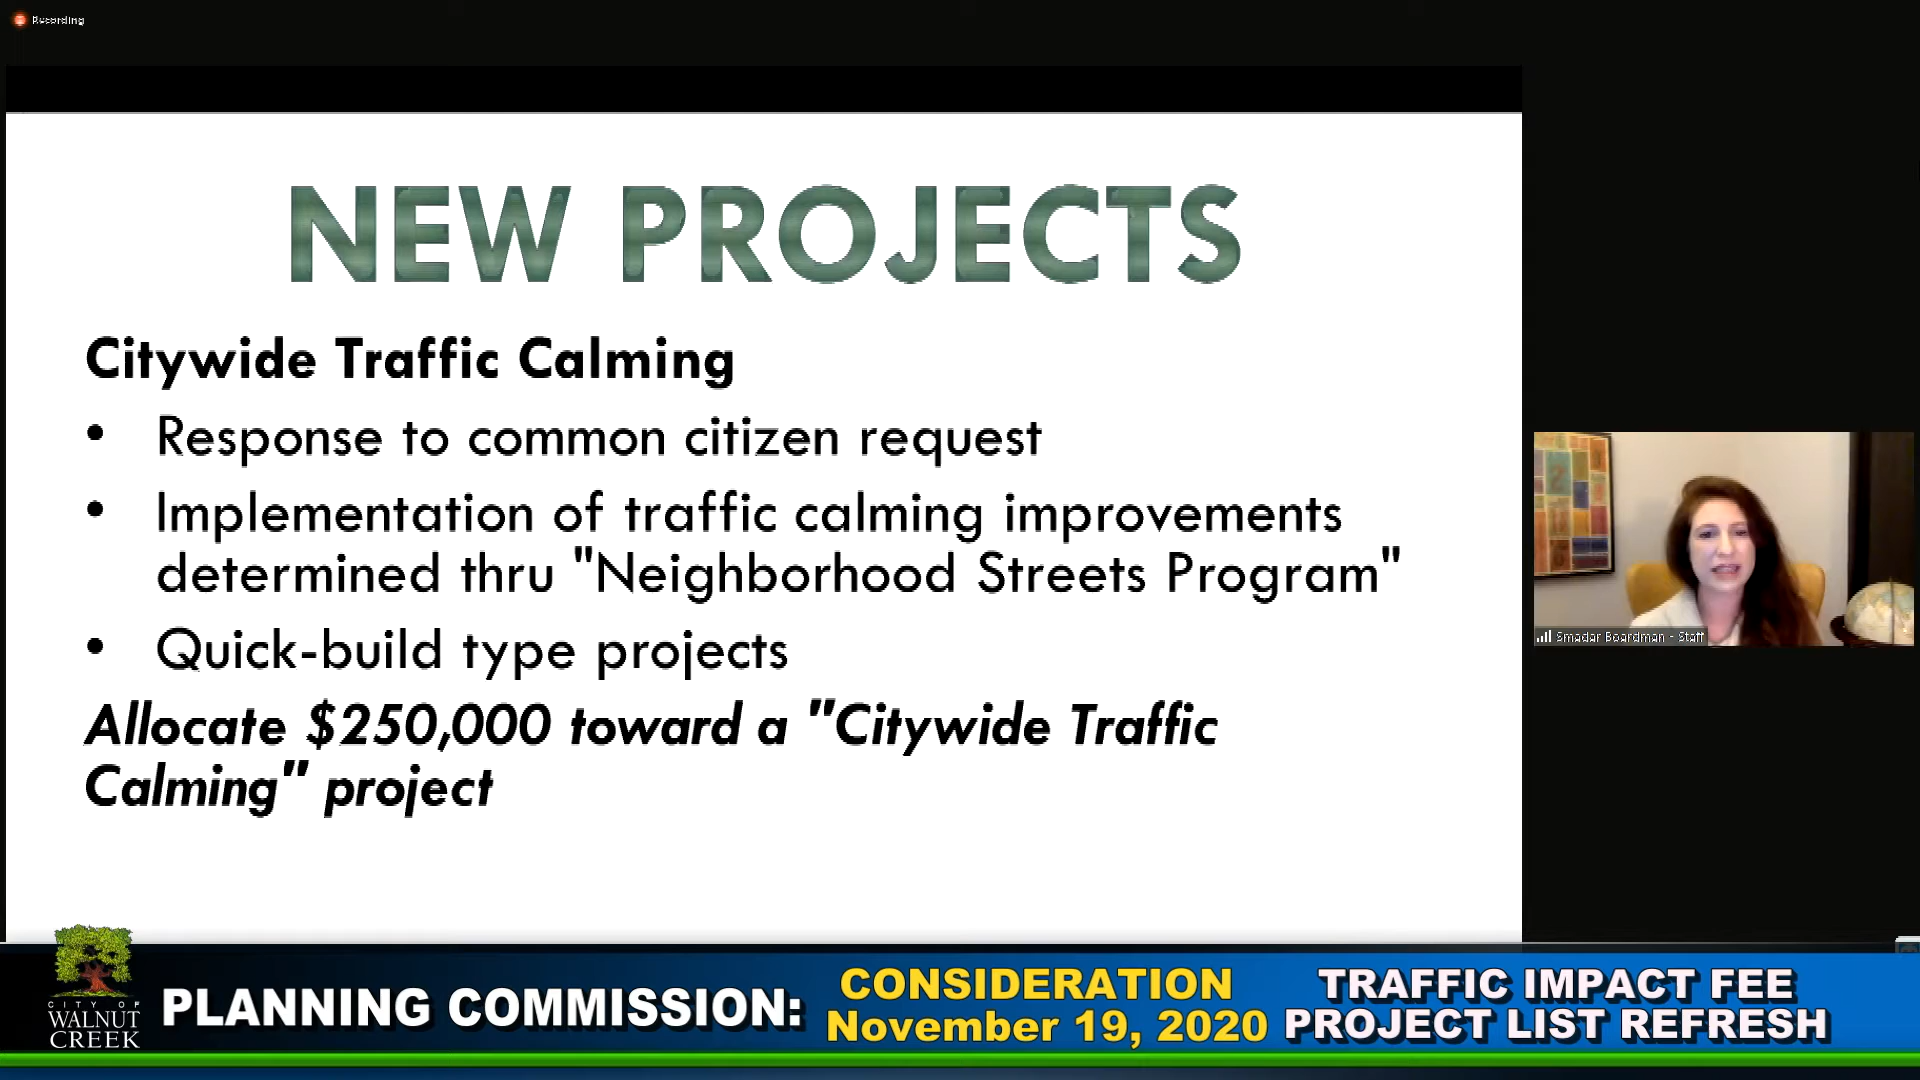 Recording
NEW PROJECTS
Citywide Traffic Calming
• Response to common citizen request
• Implementation of traffic calming improvements
determined thru "Neighborhood Streets Program"
• Quick-build type projects
Allocate $250,000 toward a "Citywide Traffic
Calming" project
Smadar Boardman - Staff
CITY OF
WALNUT
CREEK
PLANNING COMMISSION:
CONSIDERATION
November 19, 2020
TRAFFIC IMPACT FEE
PROJECT LIST REFRESH